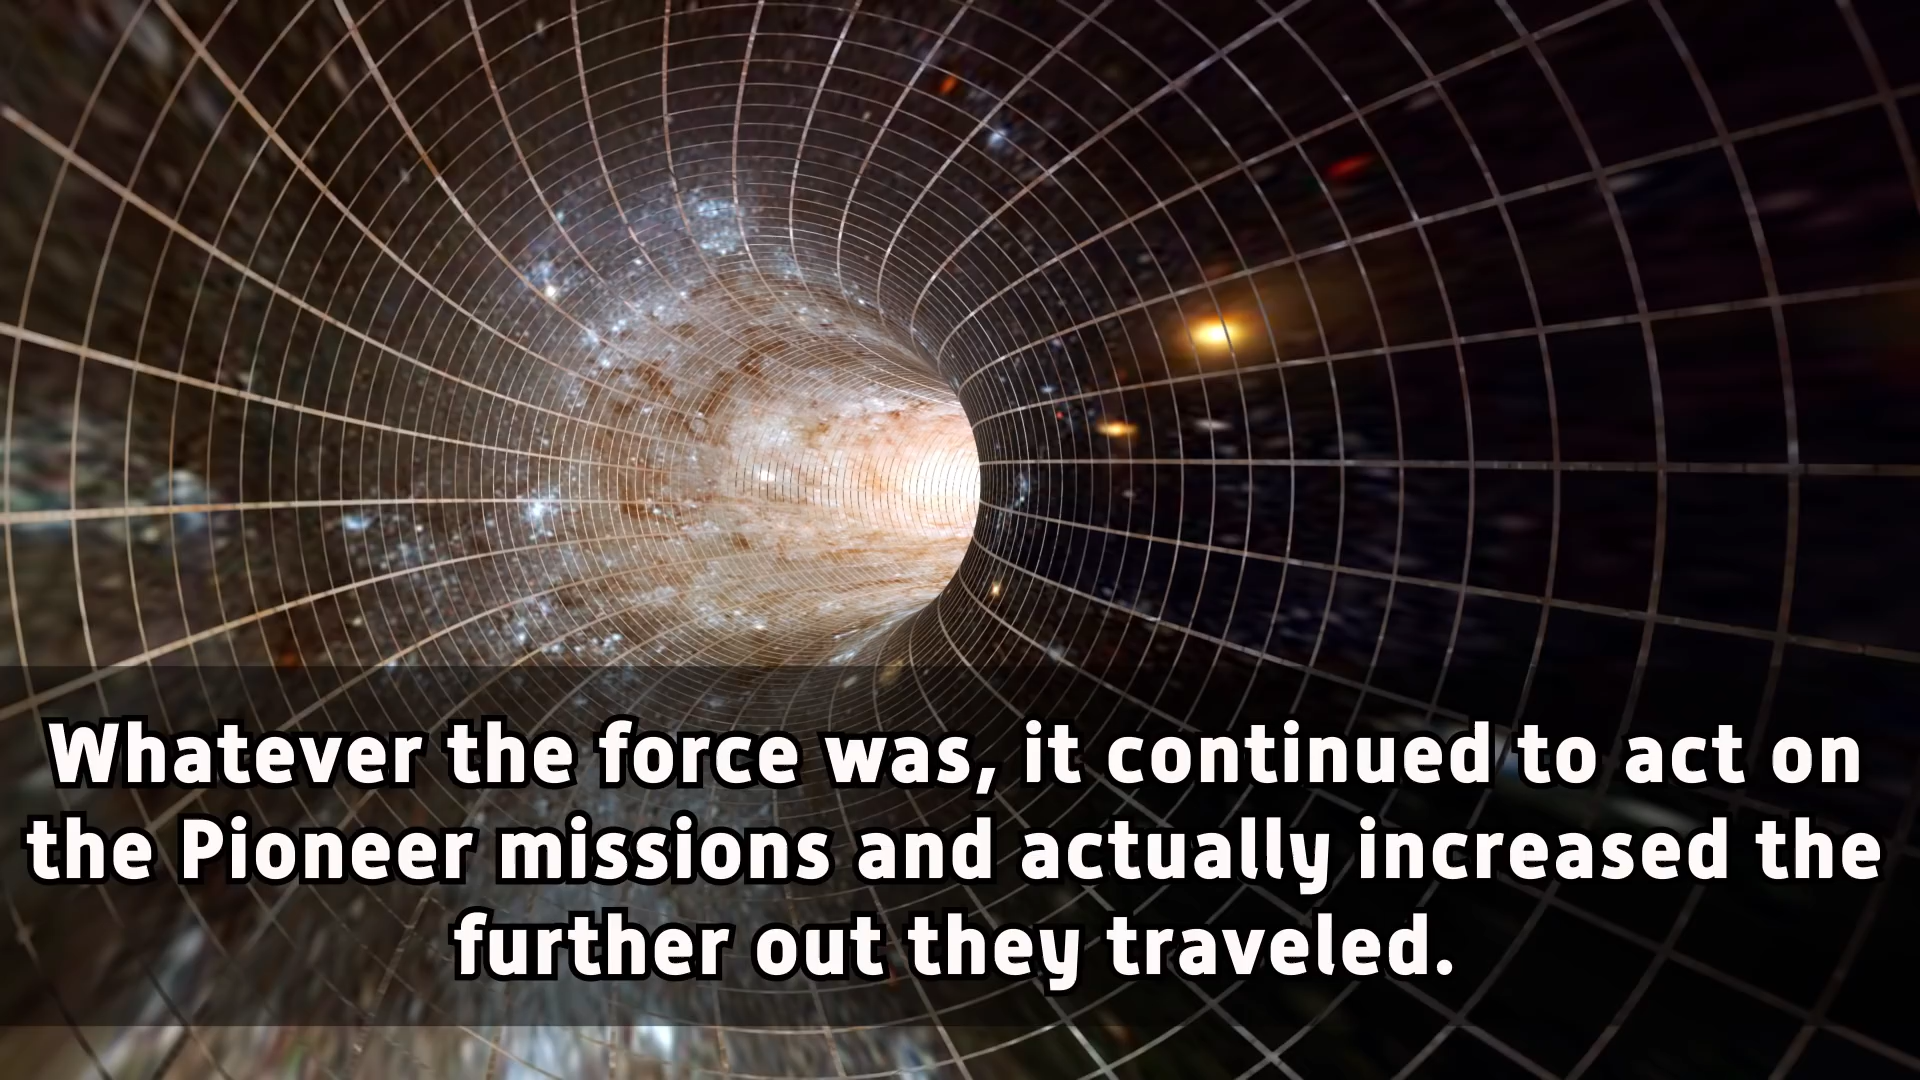 Whatever the force was, it continued to act on
the Pioneer missions and actually increased the
further out they traveled.